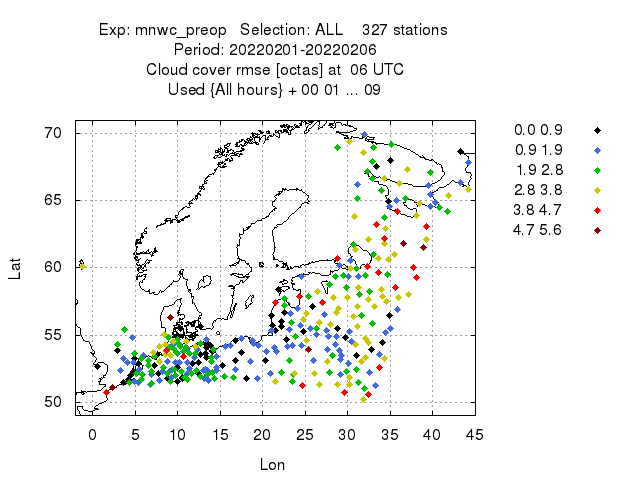 Exp: mnwc_preop Selection: ALL 327 stations
Period: 20220201-20220206
Cloud cover rmse [octas] at 06 UTC
Used {All hours} + 00 01 ... 09
70
65
60
55
50
Lat
0 5 10 15 20 25 30 35 40 45
Lon
0.0 0.9
0.9 1.9
1.9 2.8
2.8 3.8
3.8 4.7
4.7 5.6